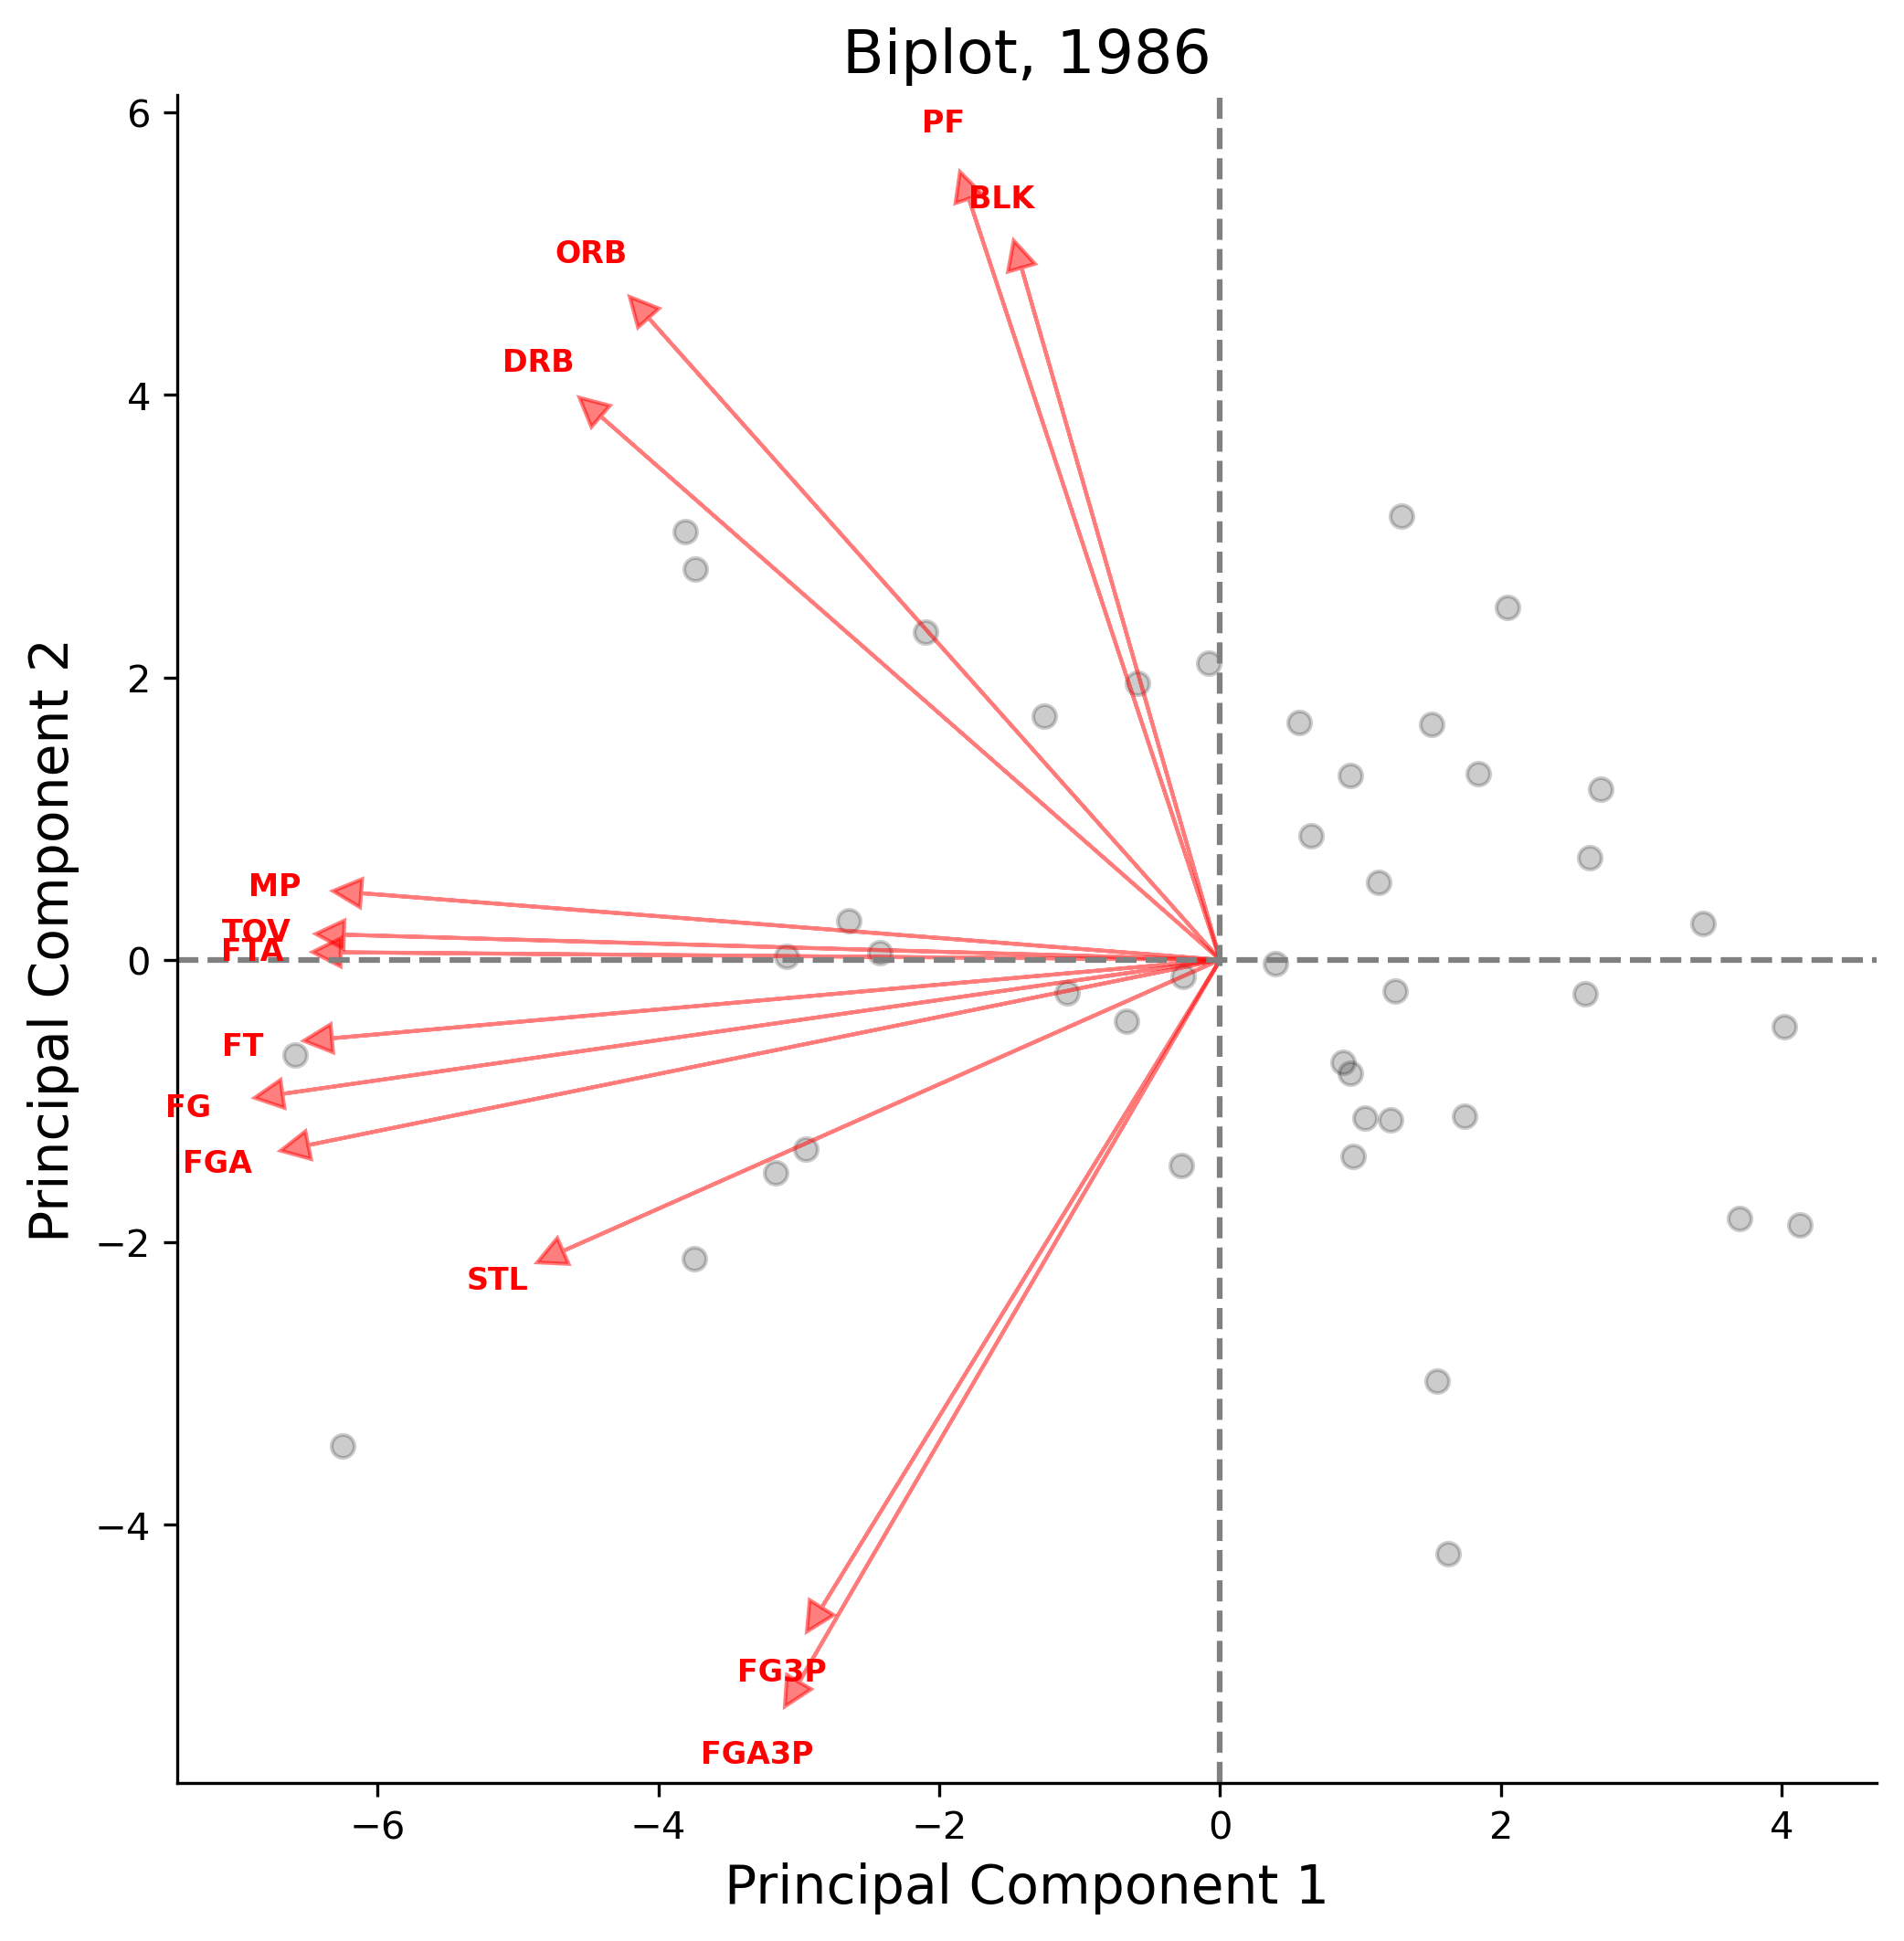 Biplot, 1986
6
PF
BLK
ORB
DRB
4
2
MP
TOV
FTA
0
FT
FG
FGA
STL
−2
−4
FG3P
FGA3P
Principal Component 2
−6
−4
−2
0
2
4
Principal Component 1